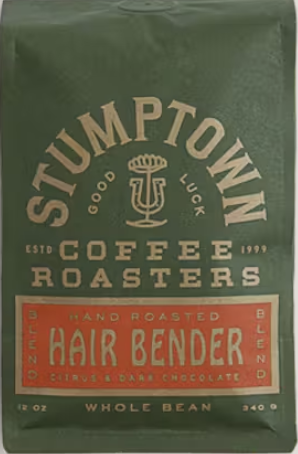 STUMPTOWN
GOOD LUCK
ESTD COFFEE 1999
ROASTERS
HAND ROASTED
BLEND HAIR BENDER BLEND
CITRUS & DARK CHOCOLATE
12 OZ WHOLE BEAN 340 G